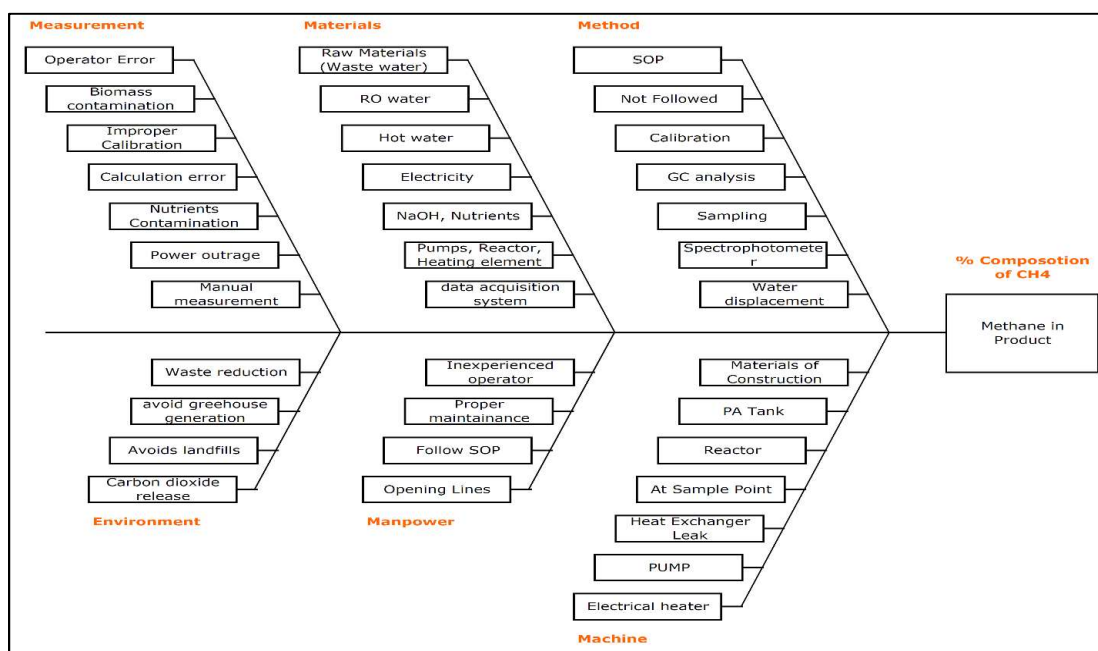 Measurement
Operator Error
Biomass
contamination
Improper
Calibration
Calculation error
Nutrients
Contamination
Power outrage
Manual
measurement
Materials
Raw Materials
(Waste water)
RO water
Hot water
Electricity
NaOH, Nutrients
Pumps, Reactor,
Heating element
data acquisition
system
Method
SOP
Not Followed
Calibration
GC analysis
Sampling
Spectrophotomete
r
Water
displacement
% Composotion
of CH4
Methane in
Product
Waste reduction
avoid greehouse
generation
Avoids landfills
Carbon dioxide
release
Environment
Inexperienced
operator
Proper
maintainance
Follow SOP
Opening Lines
Manpower
Materials of
Construction
PA Tank
Reactor
At Sample Point
Heat Exchanger
Leak
PUMP
Electrical heater
Machine